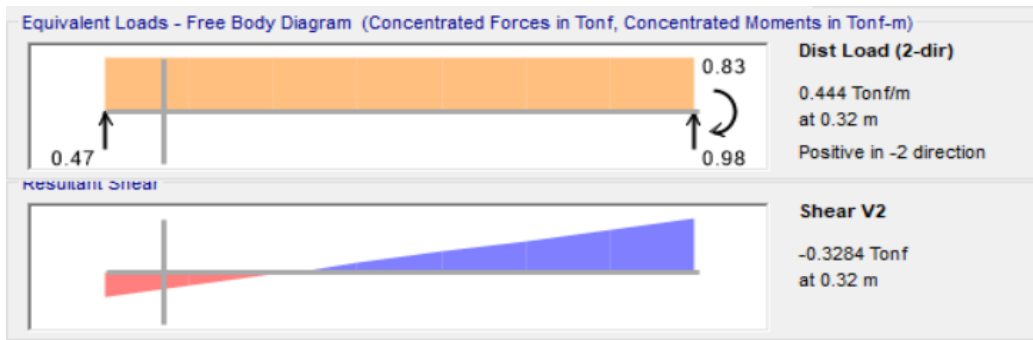 Equivalent Loads - Free Body Diagram (Concentrated Forces in Tonf, Concentrated Moments in Tonf-m)
Dist Load (2-dir)
0.83
0.444 Tonf/m
at 0.32 m
0.47
0.98
Positive in -2 direction
Resultant Shear
Shear V2
-0.3284 Tonf
at 0.32 m